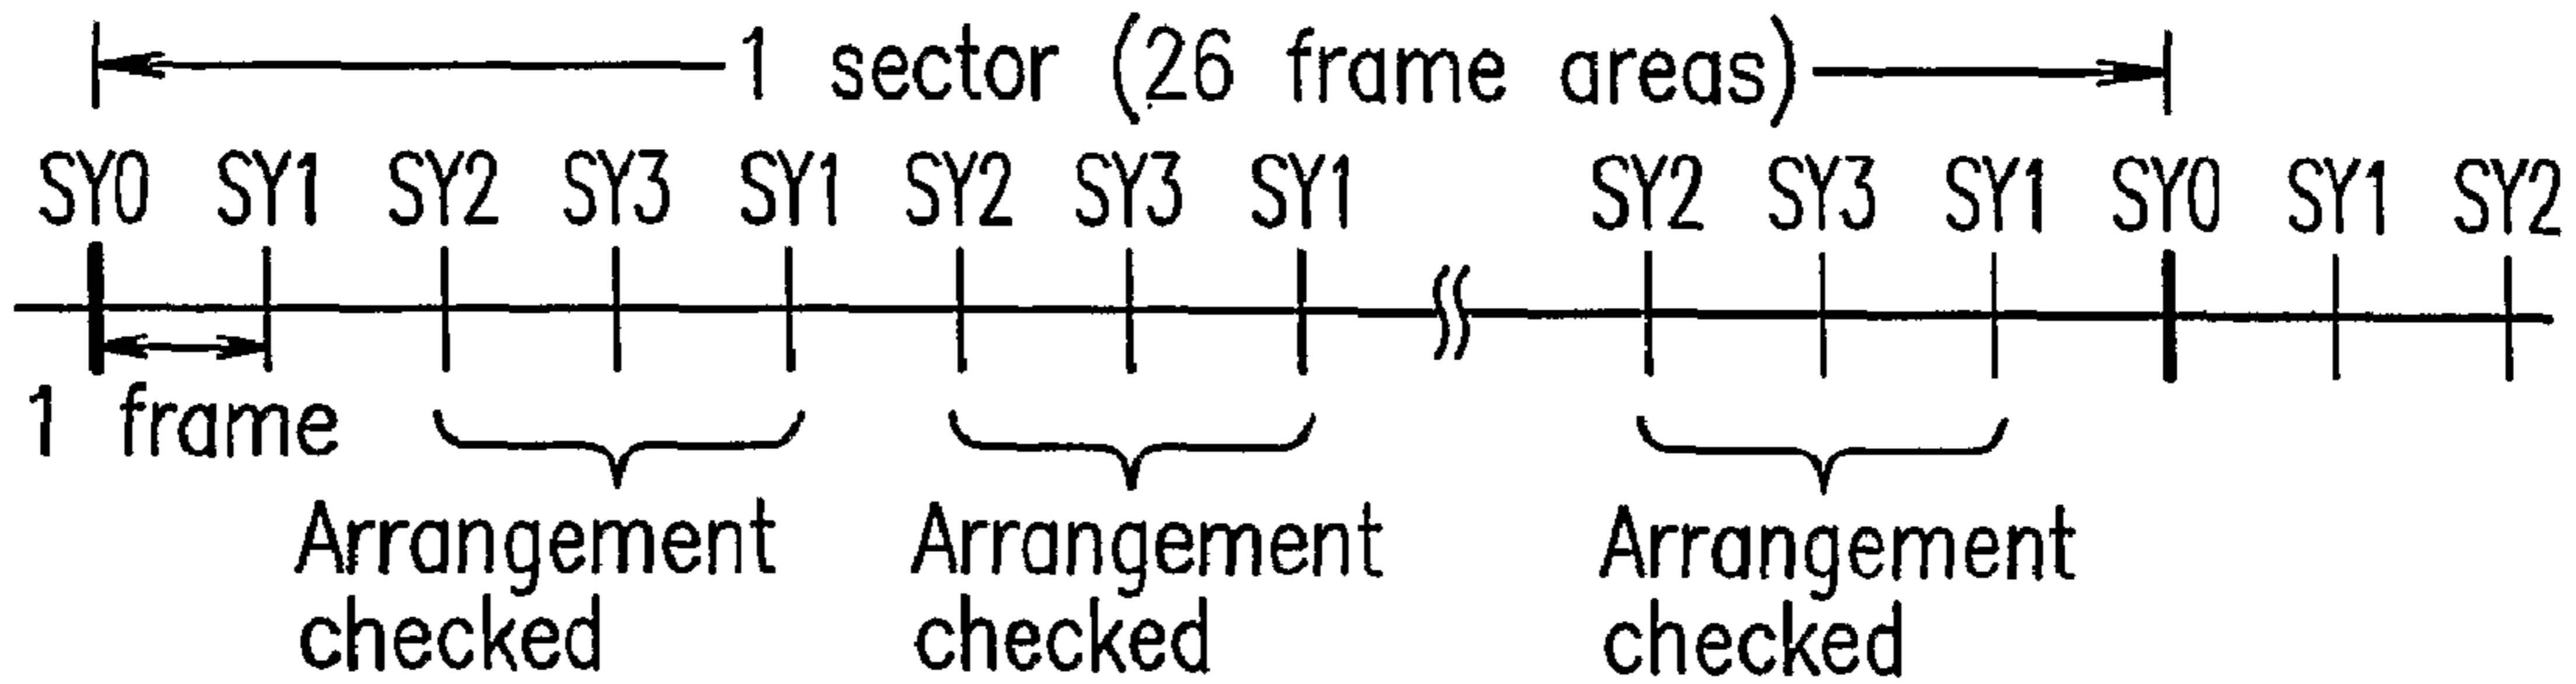 1 sector (26 frame areas)
SY0 SY1 SY2 SY3 SY1 SY2 SY3 SY1 SY2 SY3 SY1 SY0 SY1 SY2
1 frame
Arrangement checked
Arrangement checked
Arrangement checked